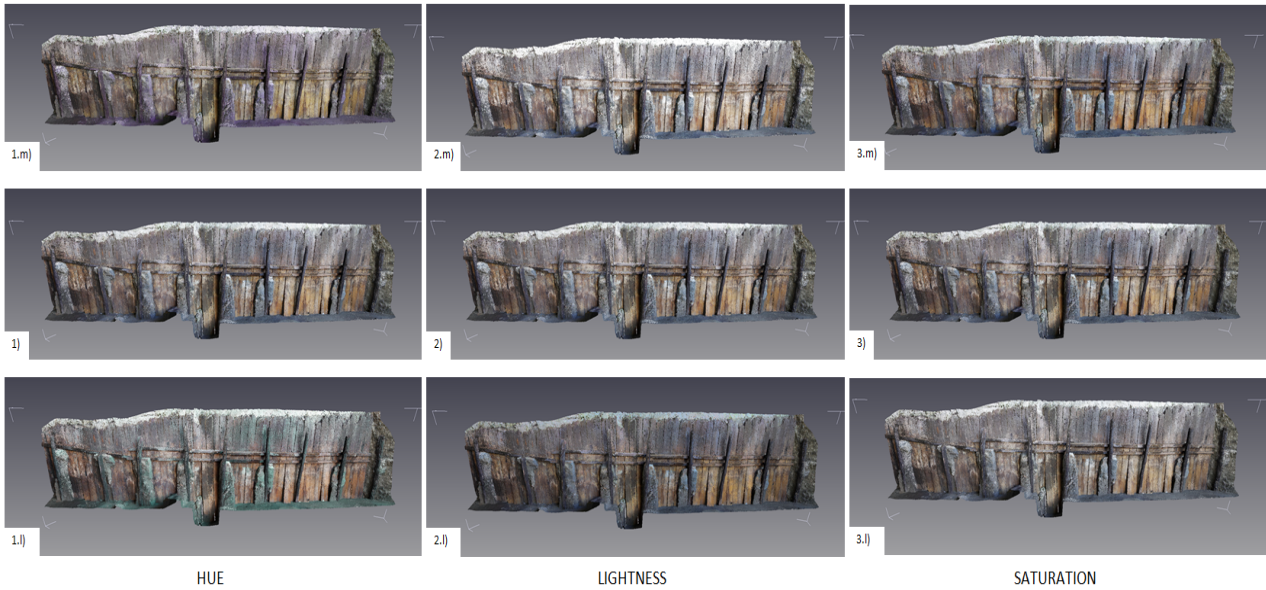 1.m)
2.m)
3.m)
1)
2)
3)
1.l)
2.l)
3.l)
HUE
LIGHTNESS
SATURATION